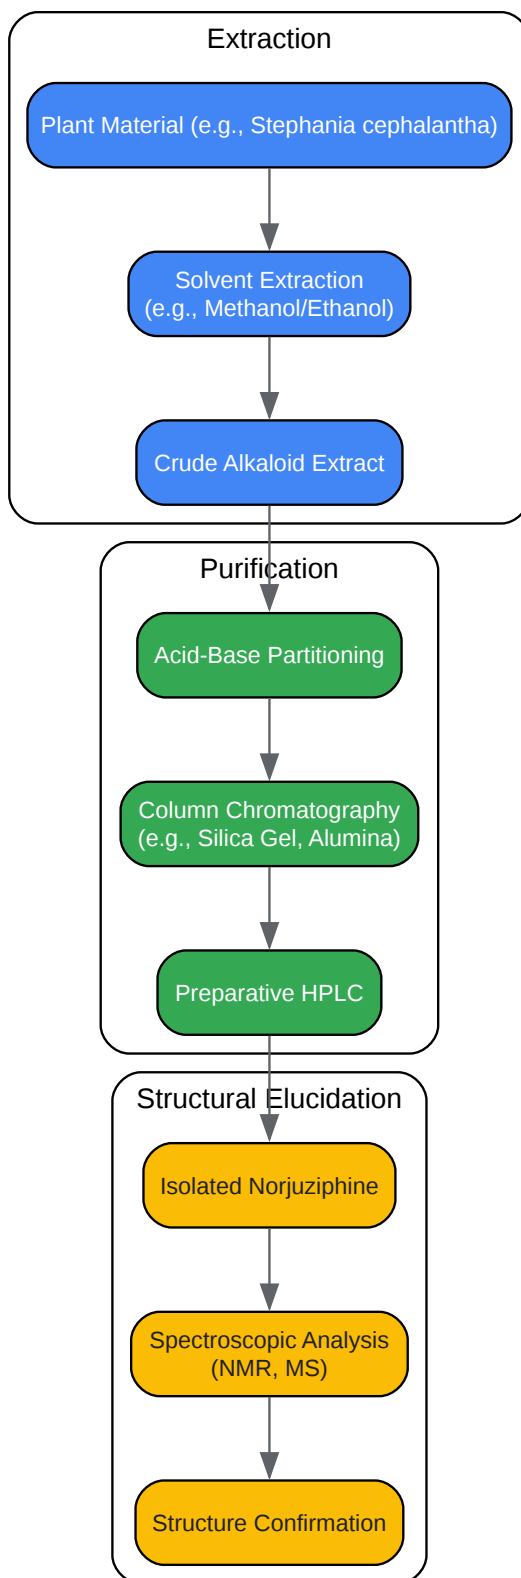 Extraction
Plant Material (e.g., Stephania cephalantha)
Solvent Extraction
(e.g., Methanol/Ethanol)
Crude Alkaloid Extract
Purification
Acid-Base Partitioning
Column Chromatography
(e.g., Silica Gel, Alumina)
Preparative HPLC
Structural Elucidation
Isolated Norjuziphine
Spectroscopic Analysis
(NMR, MS)
Structure Confirmation